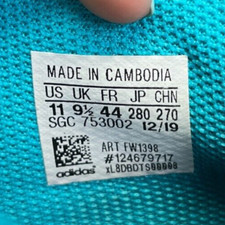 MADE IN CAMBODIA
US UK FR JP CHN
11 9½ 44 280 270
SGC 753002 12/19
ART FW1398
#124679717
adidas